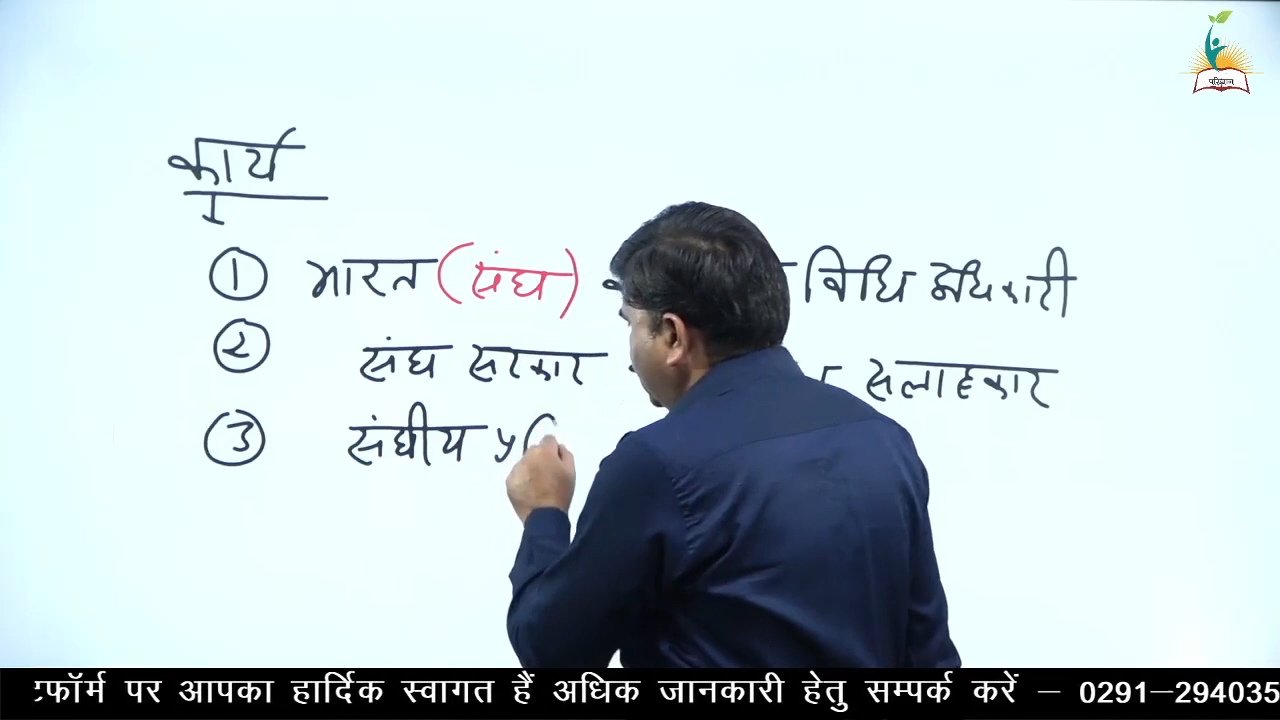 कार्य
① भारत (संघ) विधि अधिकारी
② संघ सरकार सलाहकार
③ संघीय
र्फॉर्म पर आपका हार्दिक स्वागत हैं अधिक जानकारी हेतु सम्पर्क करें – 0291–294035